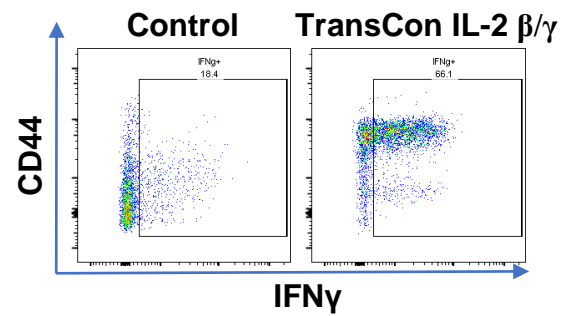 Control
TransCon IL-2 β/γ
IFNg+
18.4
IFNg+
66.1
CD44
IFNγ